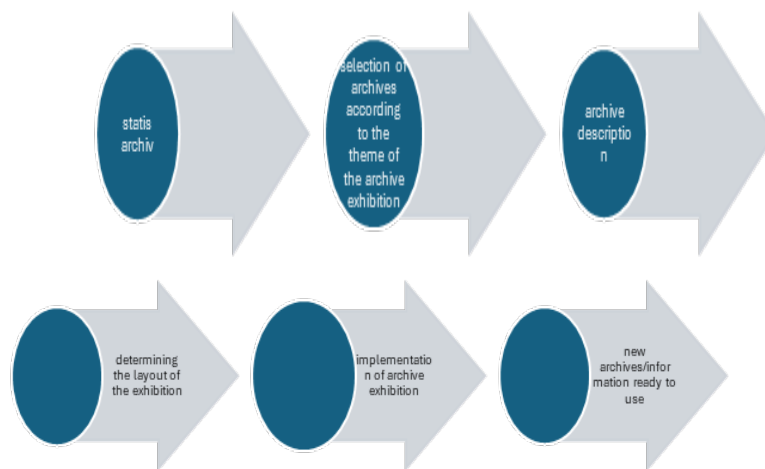 statis
archiv
selection of
archives
according
to the
theme of
the archive
exhibition
archive
descriptio
n
determining
the layout of
the exhibition
implementatio
n of archive
exhibition
new
archives/infor
mation ready to
use